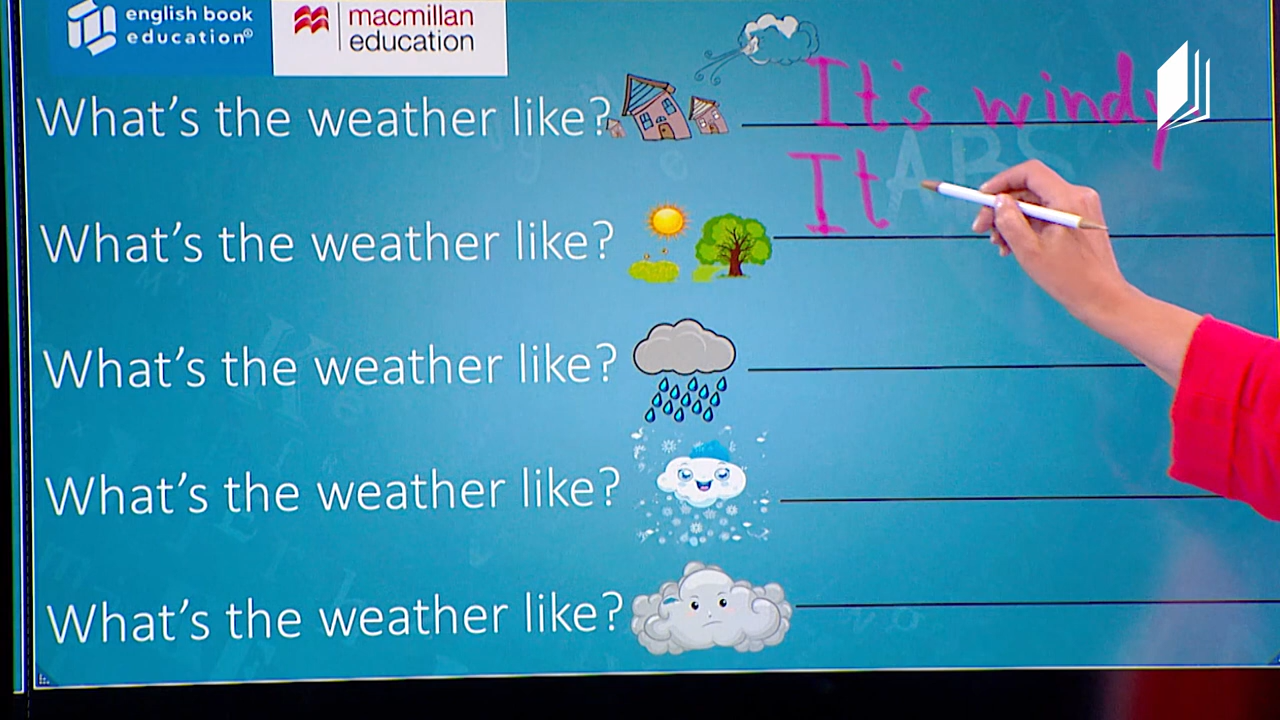 english book
education®
macmillan
education
What's the weather like? It's windy
It
What's the weather like?
What's the weather like?
What's the weather like?
What's the weather like?
ABS